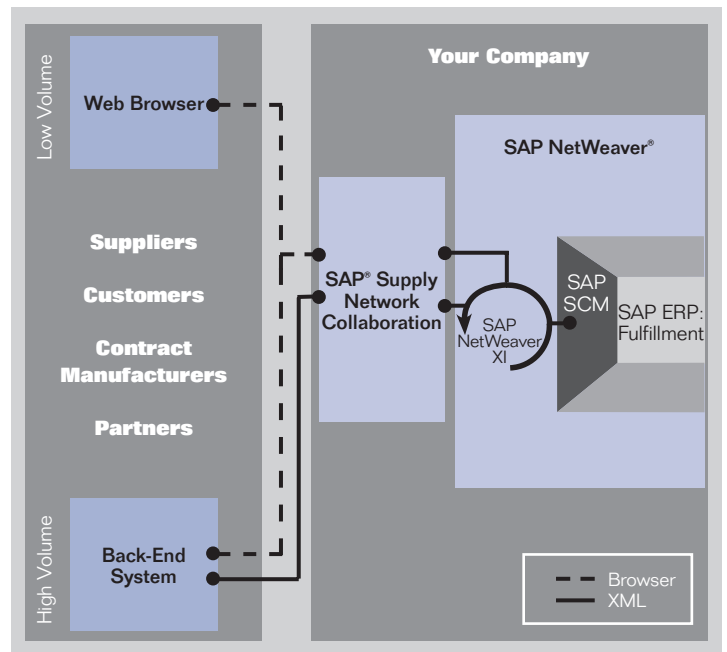 Low Volume
Web Browser
Suppliers
Customers
Contract
Manufacturers
Partners
High Volume
Back-End
System
Your Company
SAP® Supply
Network
Collaboration
SAP NetWeaver®
SAP
NetWeaver
XI
SAP
SCM
SAP ERP:
Fulfillment
Browser
XML